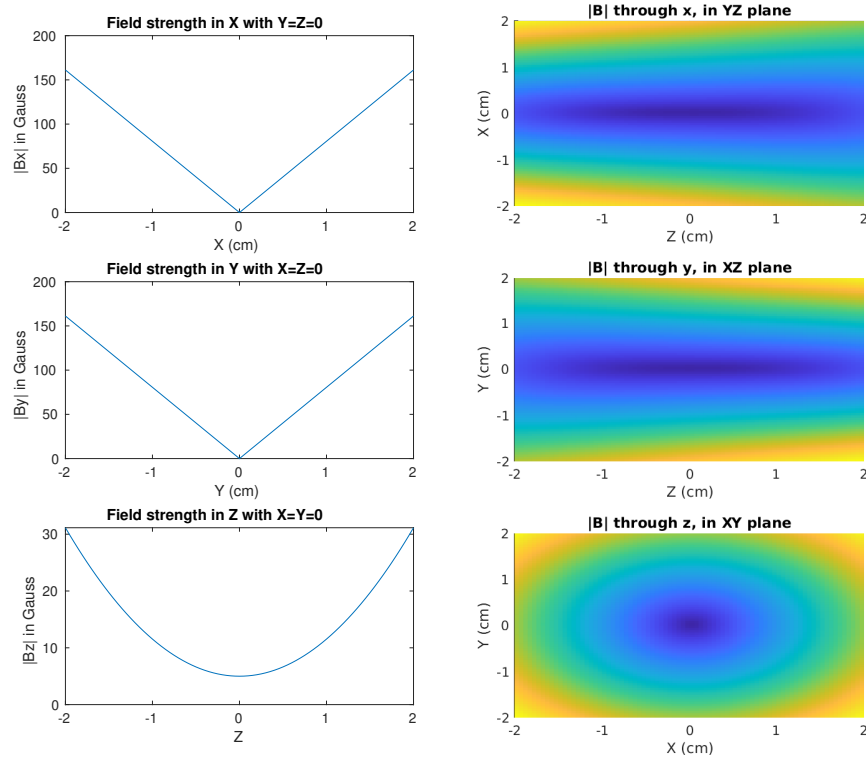 Field strength in X with Y=Z=0
200
150
100
50
0
|Bx| in Gauss
-2 -1 0 1 2
X (cm)
|B| through x, in YZ plane
2
1
0
-1
-2
X (cm)
-2 -1 0 1 2
Z (cm)
Field strength in Y with X=Z=0
200
150
100
50
0
|By| in Gauss
-2 -1 0 1 2
Y (cm)
|B| through y, in XZ plane
2
1
0
-1
-2
Y (cm)
-2 -1 0 1 2
Z (cm)
Field strength in Z with X=Y=0
30
20
10
0
|Bz| in Gauss
-2 -1 0 1 2
Z
|B| through z, in XY plane
2
1
0
-1
-2
Y (cm)
-2 -1 0 1 2
X (cm)